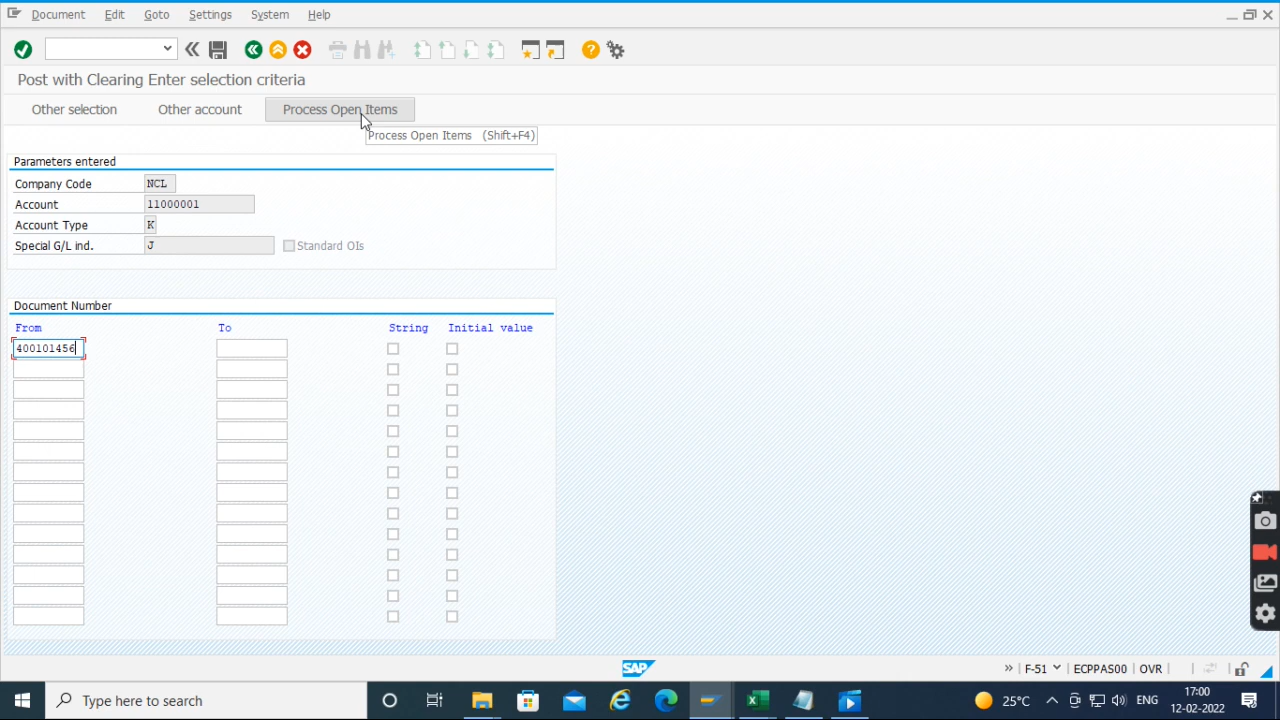 Document Edit Goto Settings System Help
Post with Clearing Enter selection criteria
Other selection Other account Process Open Items
Process Open Items (Shift+F4)
Parameters entered
Company Code NCL
Account 11000001
Account Type K
Special G/L ind. J Standard OIs
Document Number
From To String Initial value
400101456
SAP
» F-51 ECPPAS00 OVR
Type here to search
25°C ENG 17:00
12-02-2022